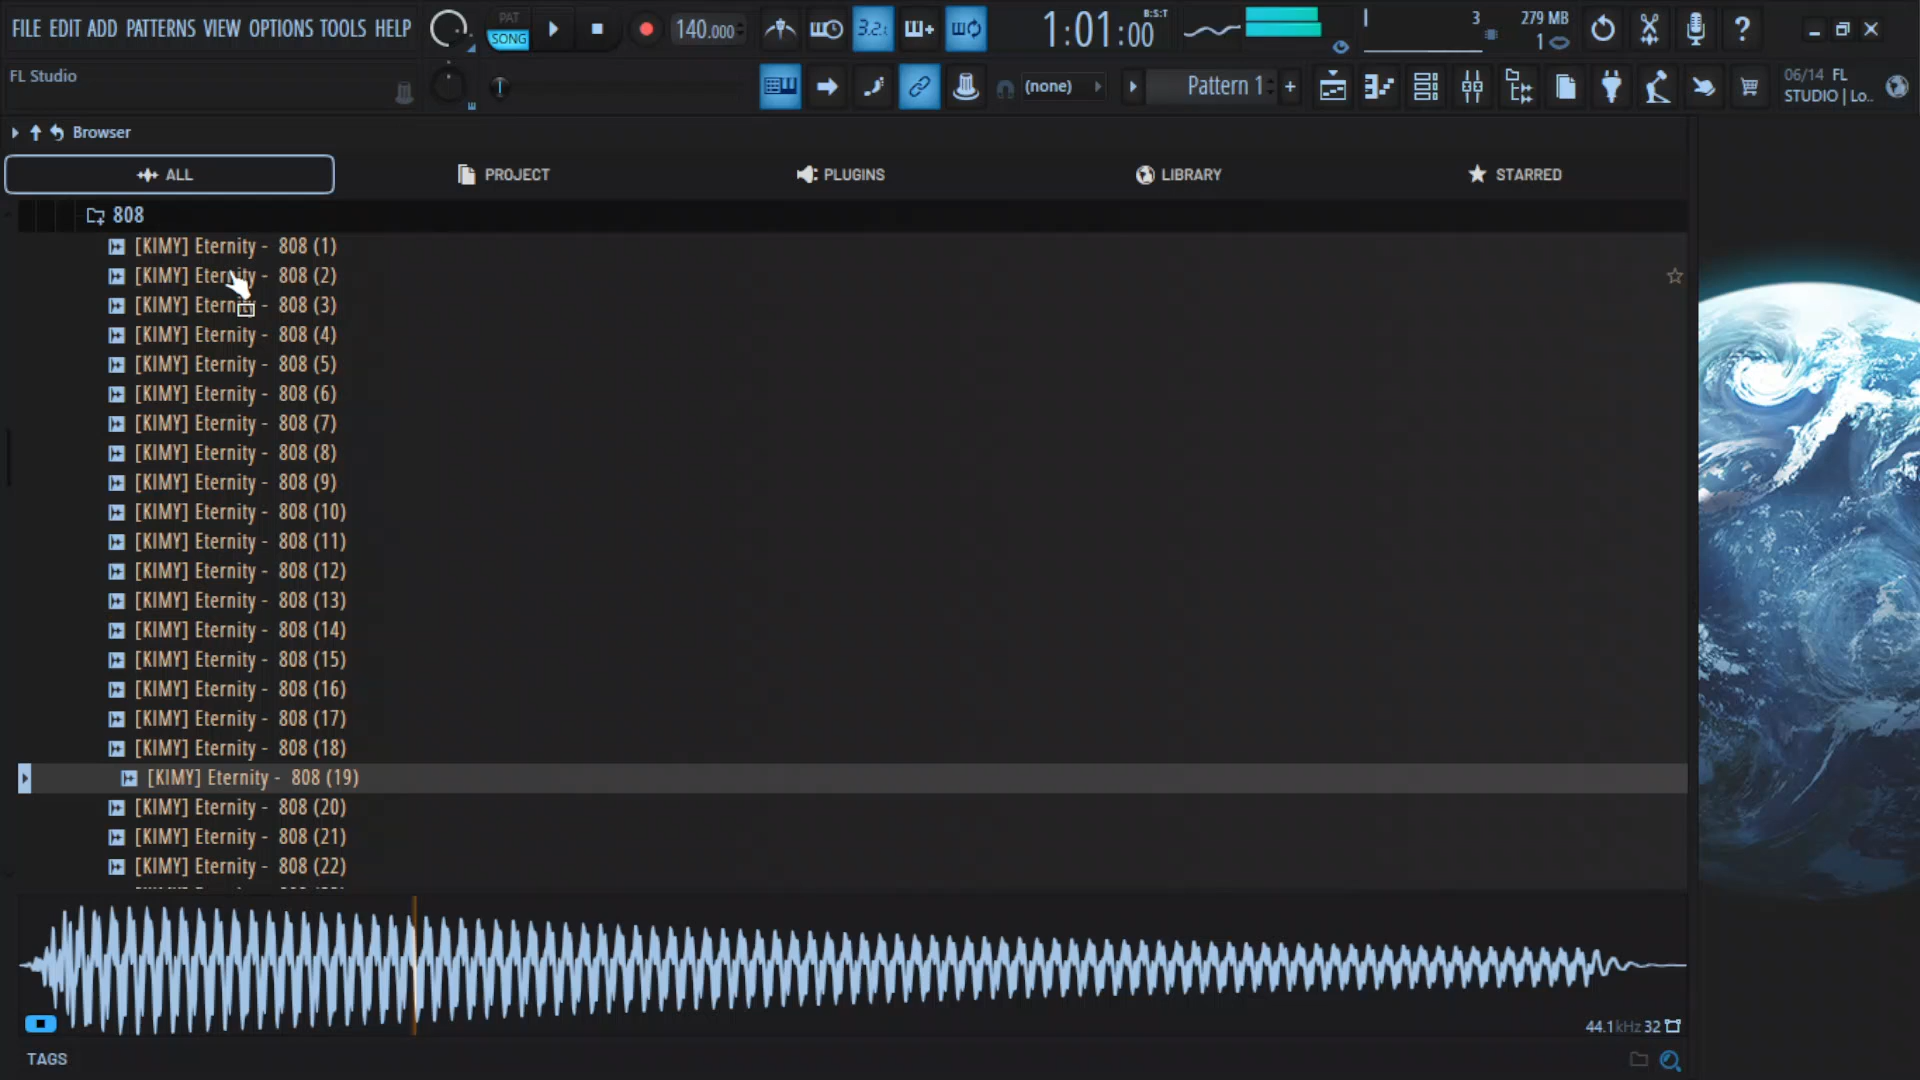 FILE EDIT ADD PATTERNS VIEW OPTIONS TOOLS HELP
PAT
SONG
140.000
3.2.1
1:01:00
B:S:T
3
279 MB
1
?
FL Studio
(none)
Pattern 1
+
06/14 FL
STUDIO | Lo..
Browser
ALL
PROJECT
PLUGINS
LIBRARY
STARRED
808
[KIMY] Eternity - 808 (1)
[KIMY] Eternity - 808 (2)
[KIMY] Eternity - 808 (3)
[KIMY] Eternity - 808 (4)
[KIMY] Eternity - 808 (5)
[KIMY] Eternity - 808 (6)
[KIMY] Eternity - 808 (7)
[KIMY] Eternity - 808 (8)
[KIMY] Eternity - 808 (9)
[KIMY] Eternity - 808 (10)
[KIMY] Eternity - 808 (11)
[KIMY] Eternity - 808 (12)
[KIMY] Eternity - 808 (13)
[KIMY] Eternity - 808 (14)
[KIMY] Eternity - 808 (15)
[KIMY] Eternity - 808 (16)
[KIMY] Eternity - 808 (17)
[KIMY] Eternity - 808 (18)
[KIMY] Eternity - 808 (19)
[KIMY] Eternity - 808 (20)
[KIMY] Eternity - 808 (21)
[KIMY] Eternity - 808 (22)
44.1kHz 32
TAGS